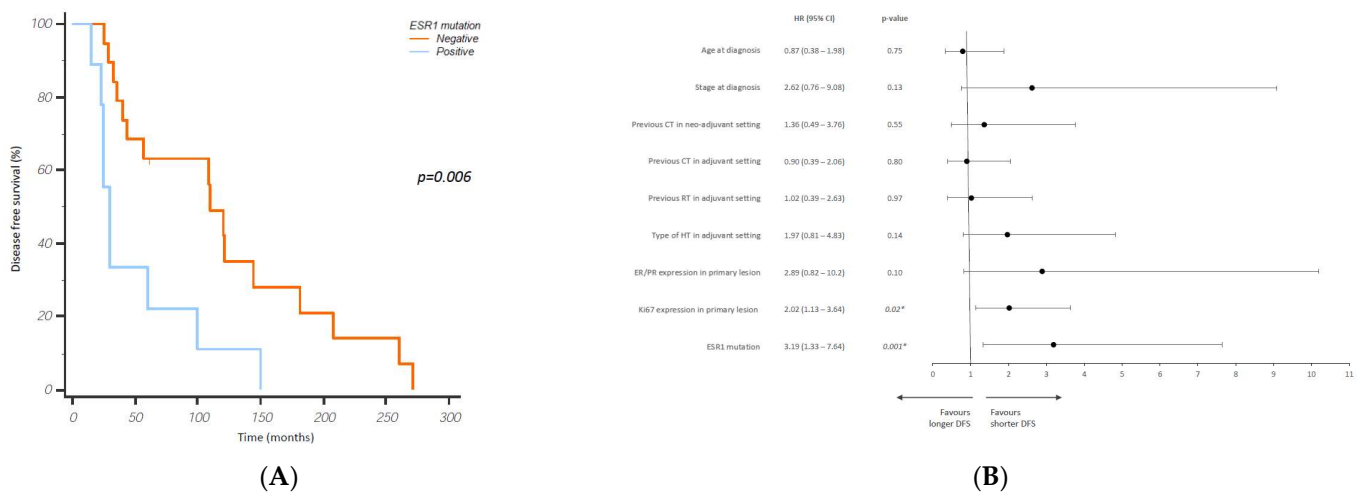 ESR1 mutation
Negative
Positive
100
80
60
40
20
0
Disease free survival (%)
p=0.006
0 50 100 150 200 250 300
Time (months)
(A)
HR (95% CI) p-value
Age at diagnosis 0.87 (0.38 – 1.98) 0.75
Stage at diagnosis 2.62 (0.76 – 9.08) 0.13
Previous CT in neo-adjuvant setting 1.36 (0.49 – 3.76) 0.55
Previous CT in adjuvant setting 0.90 (0.39 – 2.06) 0.80
Previous RT in adjuvant setting 1.02 (0.39 – 2.63) 0.97
Type of HT in adjuvant setting 1.97 (0.81 – 4.83) 0.14
ER/PR expression in primary lesion 2.89 (0.82 – 10.2) 0.10
Ki67 expression in primary lesion 2.02 (1.13 – 3.64) 0.02*
ESR1 mutation 3.19 (1.33 – 7.64) 0.001*
0 1 2 3 4 5 6 7 8 9 10 11
Favours
longer DFS
Favours
shorter DFS
(B)